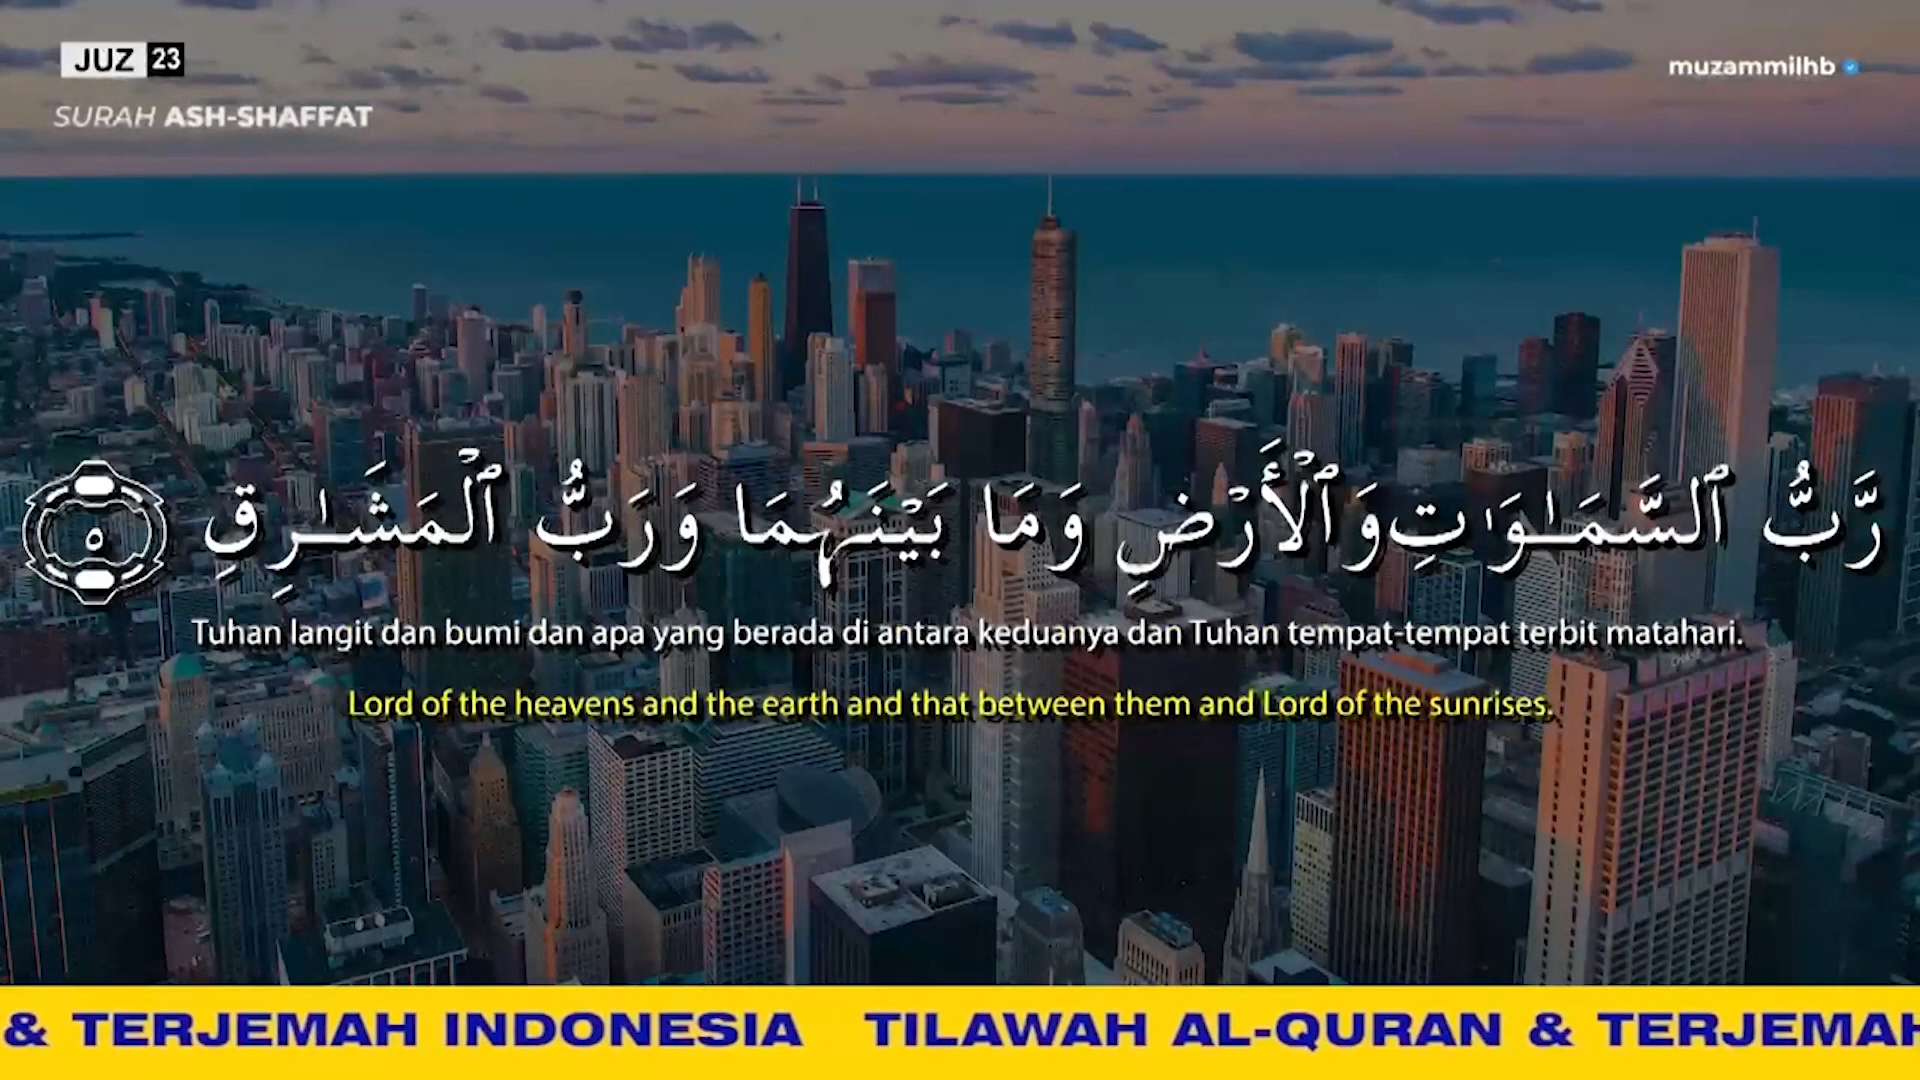 JUZ 23
muzammilhb
SURAH ASH-SHAFFAT
رَّبُّ ٱلسَّمَـٰوَٰتِ وَٱلْأَرْضِ وَمَا بَيْنَهُمَا وَرَبُّ ٱلْمَشَـٰرِقِ ٥
Tuhan langit dan bumi dan apa yang berada di antara keduanya dan Tuhan tempat-tempat terbit matahari.
Lord of the heavens and the earth and that between them and Lord of the sunrises.
& TERJEMAH INDONESIA TILAWAH AL-QURAN & TERJEMAH